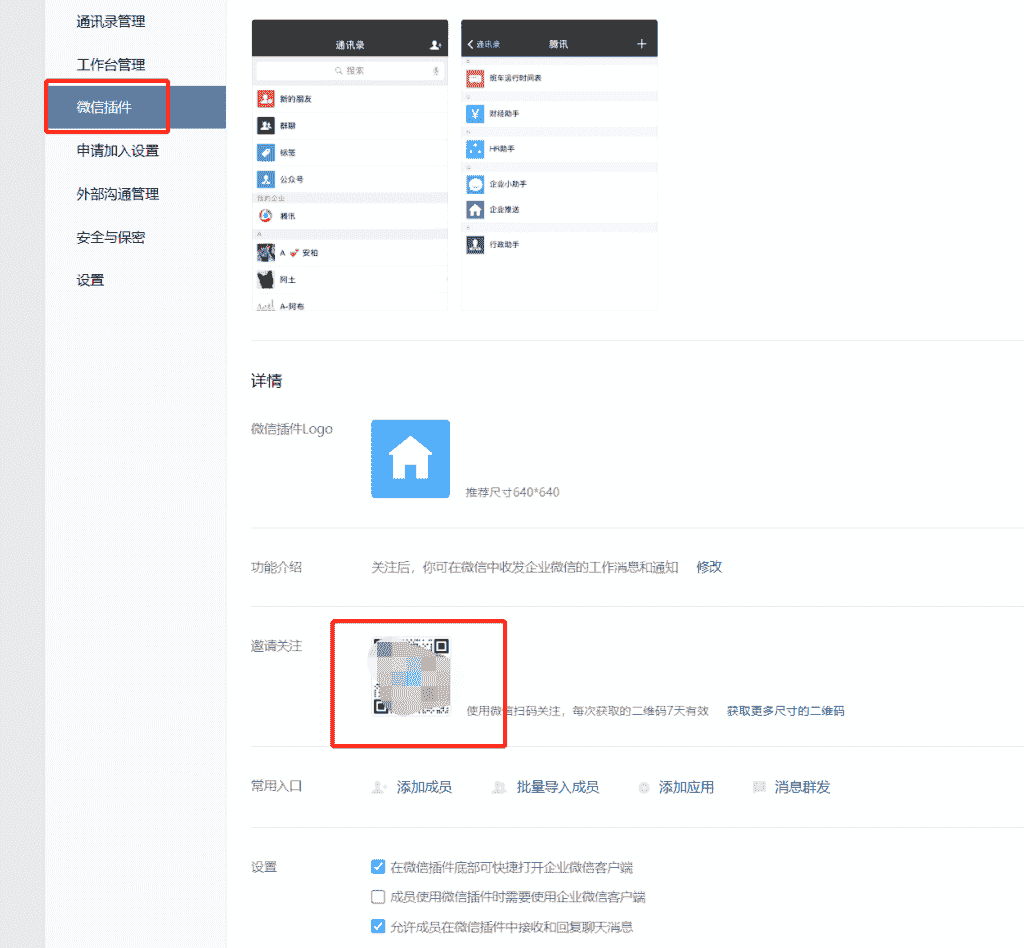 通讯录管理
工作台管理
微信插件
申请加入设置
外部沟通管理
安全与保密
设置
通讯录
搜索
新的朋友
群聊
标签
公众号
我的企业
腾讯
A
A 安柏
阿土
A-阿布
通讯录
腾讯
班车运行时间表
财经助手
HR助手
企业小助手
企业推送
行政助手
详情
微信插件Logo
推荐尺寸640*640
功能介绍
关注后，你可在微信中收发企业微信的工作消息和通知 修改
邀请关注
使用微信扫码关注，每次获取的二维码7天有效 获取更多尺寸的二维码
常用入口 添加成员 批量导入成员 添加应用 消息群发
设置
在微信插件底部可快捷打开企业微信客户端
成员使用微信插件时需要使用企业微信客户端
允许成员在微信插件中接收和回复聊天消息